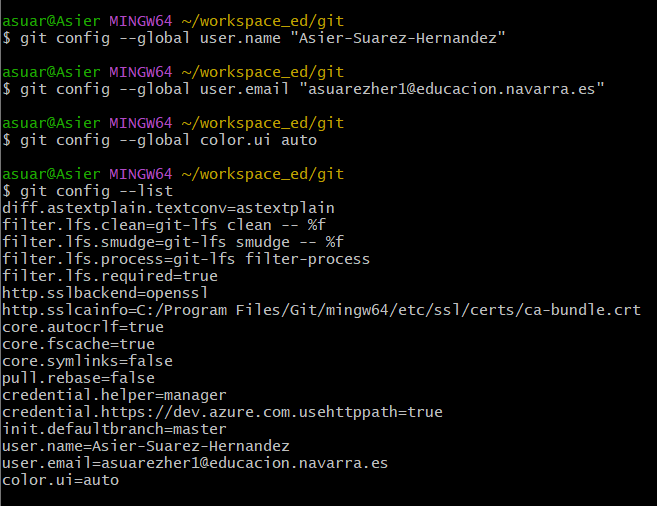 asuar@Asier MINGW64 ~/workspace_ed/git
$ git config --global user.name "Asier-Suarez-Hernandez"
asuar@Asier MINGW64 ~/workspace_ed/git
$ git config --global user.email "asuarezher1@educacion.navarra.es"
asuar@Asier MINGW64 ~/workspace_ed/git
$ git config --global color.ui auto
asuar@Asier MINGW64 ~/workspace_ed/git
$ git config --list
diff.astextplain.textconv=astextplain
filter.lfs.clean=git-lfs clean -- %f
filter.lfs.smudge=git-lfs smudge -- %f
filter.lfs.process=git-lfs filter-process
filter.lfs.required=true
http.sslbackend=openssl
http.sslcainfo=C:/Program Files/Git/mingw64/etc/ssl/certs/ca-bundle.crt
core.autocrlf=true
core.fscache=true
core.symlinks=false
pull.rebase=false
credential.helper=manager
credential.https://dev.azure.com.usehttppath=true
init.defaultbranch=master
user.name=Asier-Suarez-Hernandez
user.email=asuarezher1@educacion.navarra.es
color.ui=auto